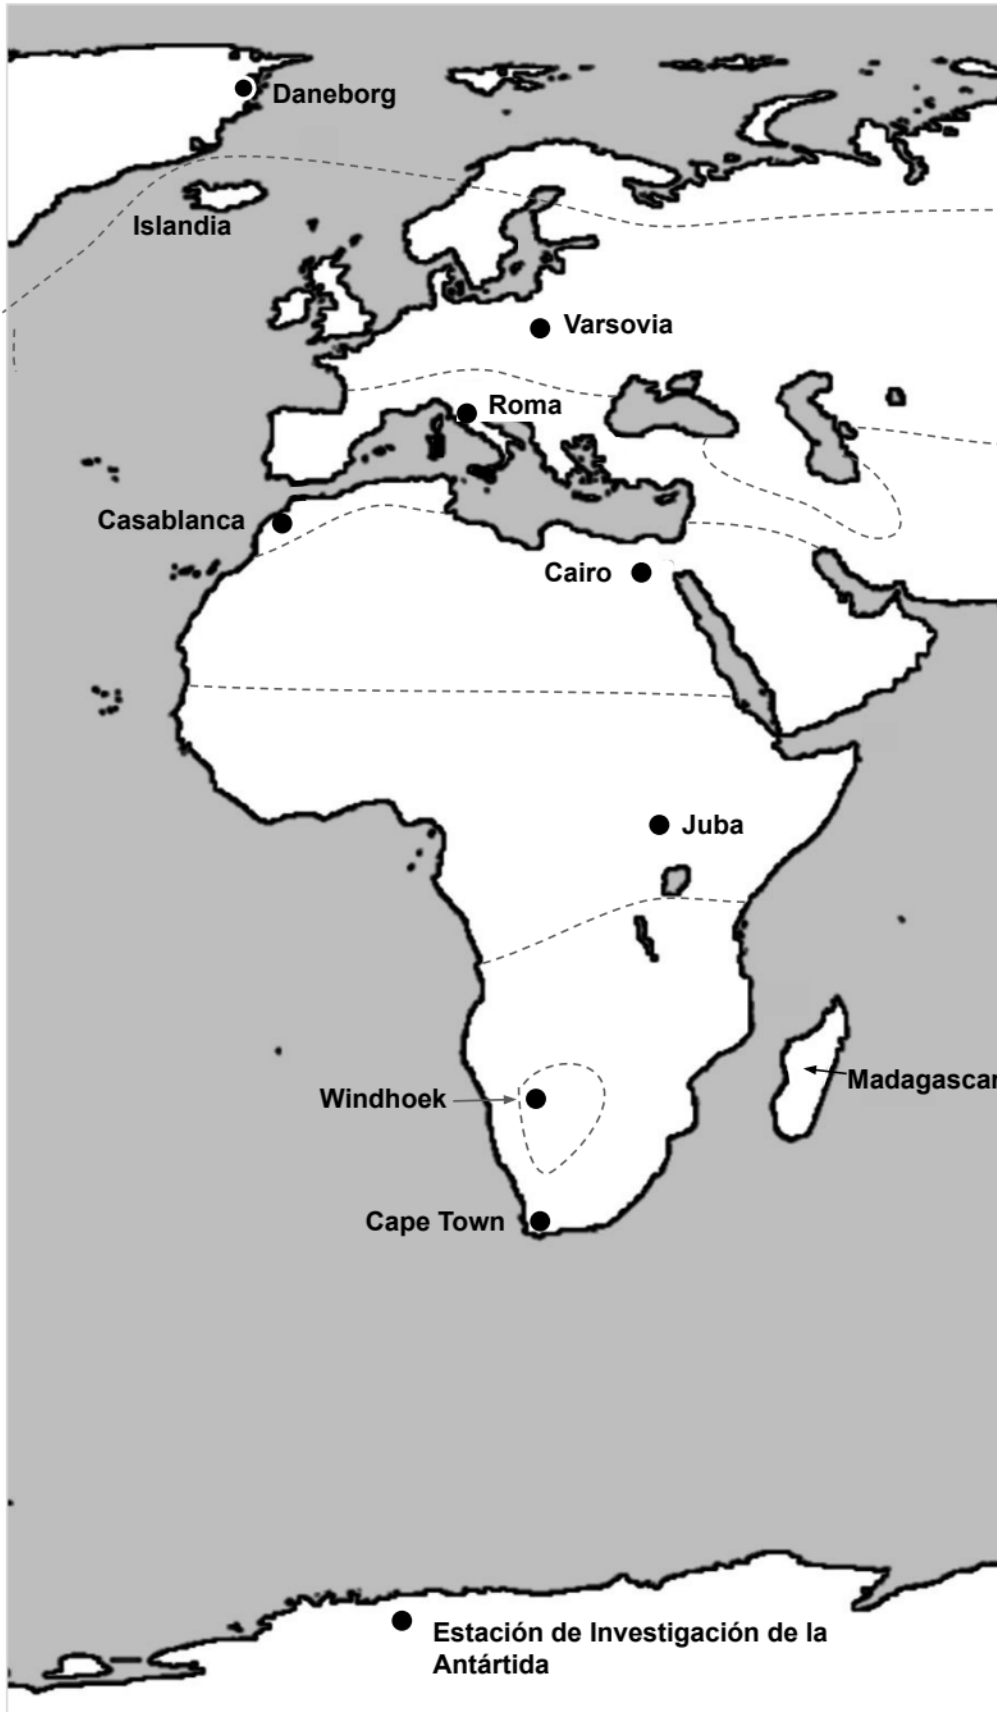 Daneborg
Islandia
Varsovia
Roma
Casablanca
Cairo
Juba
Windhoek
Madagascar
Cape Town
Estación de Investigación de la
Antártida